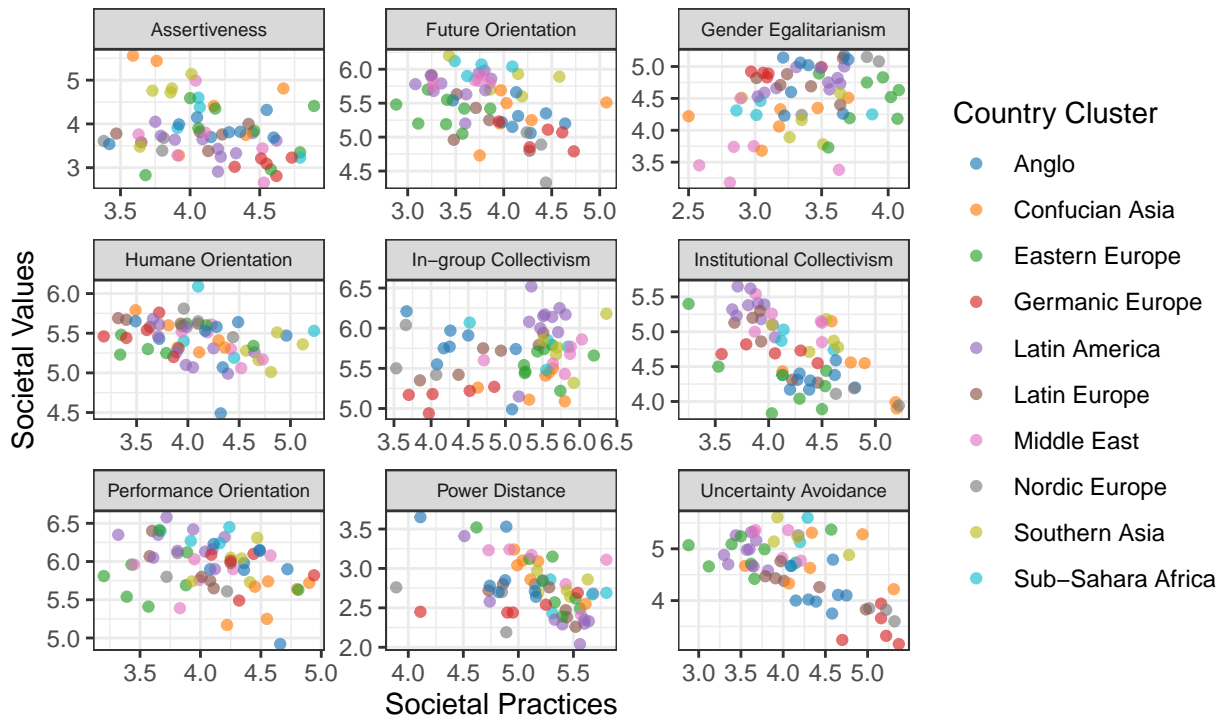 Assertiveness
Future Orientation
Gender Egalitarianism
5
4
3
3.5 4.0 4.5
6.0
5.5
5.0
4.5
3.0 3.5 4.0 4.5 5.0
5.0
4.5
4.0
3.5
2.5 3.0 3.5 4.0
Humane Orientation
In−group Collectivism
Institutional Collectivism
6.0
5.5
5.0
4.5
3.5 4.0 4.5 5.0
6.5
6.0
5.5
5.0
3.5 4.0 4.5 5.0 5.5 6.0 6.5
5.5
5.0
4.5
4.0
3.5 4.0 4.5 5.0
Performance Orientation
Power Distance
Uncertainty Avoidance
6.5
6.0
5.5
5.0
3.5 4.0 4.5 5.0
3.5
3.0
2.5
2.0
4.0 4.5 5.0 5.5
5
4
3.0 3.5 4.0 4.5 5.0
Societal Values
Societal Practices
Country Cluster
Anglo
Confucian Asia
Eastern Europe
Germanic Europe
Latin America
Latin Europe
Middle East
Nordic Europe
Southern Asia
Sub−Sahara Africa